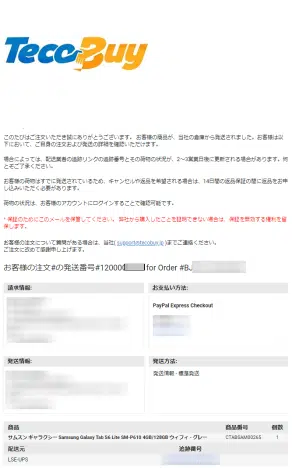 TecoBuy
このたびはご注文いただき誠にありがとうございます。 お客様の商品が、当社の倉庫から発送されました。お客様は以
下において、ご自身の注文および発送の詳細を確認いただけます。
場合によっては、配送業者の追跡リンクの追跡番号とその荷物の状況が、2～3営業日後に更新される場合があります。何
とぞご了承ください。
お客様の荷物はすでに発送されているため、キャンセルや返品を希望される場合は、14日間の返品保証の間に返品をお申
し込みいただく必要があります。
荷物の状況は、お客様のアカウントにログインすることで確認可能です。
* 保証のためにこのメールを保管してください。 弊社から購入したことを証明できない場合は、保証を無効する権利を留
保します。
お客様の注文について質問がある場合は、当社( support@tecobuy.jp )までご連絡ください。
ご注文に改めて感謝申し上げます。
お客様の注文#の発送番号#12000 for Order #BJ
請求情報: お支払い方法:
PayPal Express Checkout
発送情報: 発送方法:
発送情報 - 標準発送
商品 商品番号 個数
サムスン ギャラクシー Samsung Galaxy Tab S6 Lite SM-P610 4GB/128GB ウィフィ - グレー CTABSAM00265 1
配送元 追跡番号
LSE-UPS